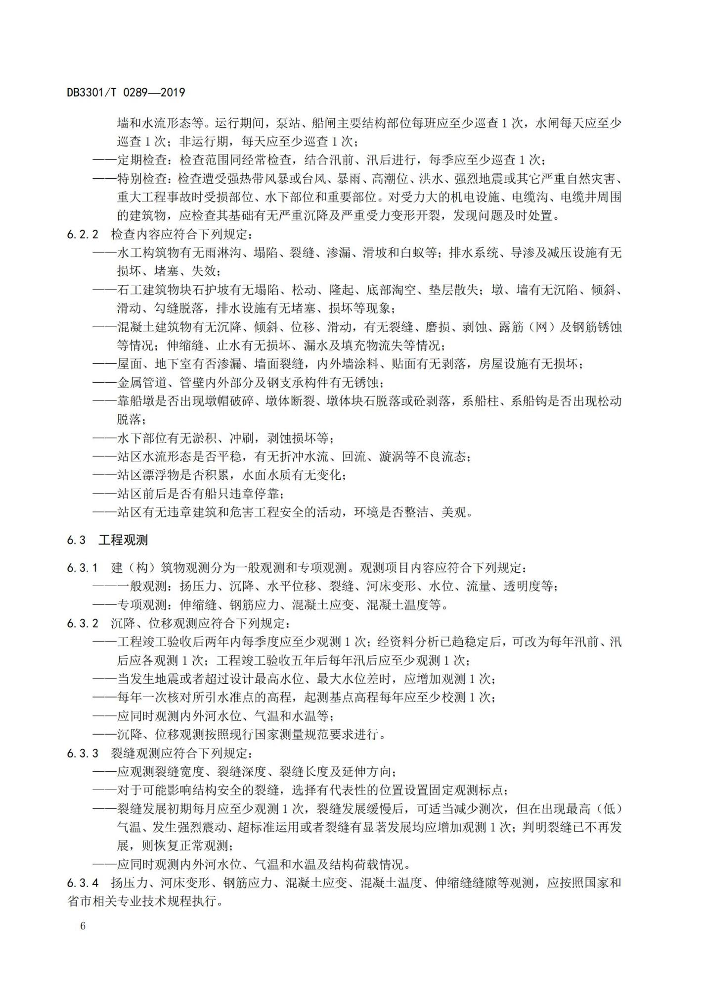 DB3301/T 0289—2019
墙和水流形态等。运行期间，泵站、船闸主要结构部位每班应至少巡查 1 次，水闸每天应至少
巡查 1 次；非运行期，每天应至少巡查 1 次；
——定期检查：检查范围同经常检查，结合汛前、汛后进行，每季应至少巡查 1 次；
——特别检查：检查遭受强热带风暴或台风、暴雨、高潮位、洪水、强烈地震或其它严重自然灾害、
重大工程事故时受损部位、水下部位和重要部位。对受力大的机电设施、电缆沟、电缆井周围
的建筑物，应检查其基础有无严重沉降及严重受力变形开裂，发现问题及时处置。
6.2.2 检查内容应符合下列规定：
——水工构筑物有无雨淋沟、塌陷、裂缝、渗漏、滑坡和白蚁等；排水系统、导渗及减压设施有无
损坏、堵塞、失效；
——石工建筑物块石护坡有无塌陷、松动、隆起、底部淘空、垫层散失；墩、墙有无沉陷、倾斜、
滑动、勾缝脱落，排水设施有无堵塞、损坏等现象；
——混凝土建筑物有无沉降、倾斜、位移、滑动，有无裂缝、磨损、剥蚀、露筋（网）及钢筋锈蚀
等情况；伸缩缝、止水有无损坏、漏水及填充物流失等情况；
——屋面、地下室有否渗漏、墙面裂缝，内外墙涂料、贴面有无剥落，房屋设施有无损坏；
——金属管道、管壁内外部分及钢支承构件有无锈蚀；
——靠船墩是否出现墩帽破碎、墩体断裂、墩体块石脱落或砼剥落，系船柱、系船钩是否出现松动
脱落；
——水下部位有无淤积、冲刷，剥蚀损坏等；
——站区水流形态是否平稳，有无折冲水流、回流、漩涡等不良流态；
——站区漂浮物是否积累，水面水质有无变化；
——站区前后是否有船只违章停靠；
——站区有无违章建筑和危害工程安全的活动，环境是否整洁、美观。
6.3 工程观测
6.3.1 建（构）筑物观测分为一般观测和专项观测。观测项目内容应符合下列规定：
——一般观测：扬压力、沉降、水平位移、裂缝、河床变形、水位、流量、透明度等；
——专项观测：伸缩缝、钢筋应力、混凝土应变、混凝土温度等。
6.3.2 沉降、位移观测应符合下列规定：
——工程竣工验收后两年内每季度应至少观测 1 次；经资料分析已趋稳定后，可改为每年汛前、汛
后应各观测 1 次；工程竣工验收五年后每年汛后应至少观测 1 次；
——当发生地震或者超过设计最高水位、最大水位差时，应增加观测 1 次；
——每年一次核对所引水准点的高程，起测基点高程每年应至少校测 1 次；
——应同时观测内外河水位、气温和水温等；
——沉降、位移观测按照现行国家测量规范要求进行。
6.3.3 裂缝观测应符合下列规定：
——应观测裂缝宽度、裂缝深度、裂缝长度及延伸方向；
——对于可能影响结构安全的裂缝，选择有代表性的位置设置固定观测标点；
——裂缝发展初期每月应至少观测 1 次，裂缝发展缓慢后，可适当减少测次，但在出现最高（低）
气温、发生强烈震动、超标准运用或者裂缝有显著发展均应增加观测 1 次；判明裂缝已不再发
展，则恢复正常观测；
——应同时观测内外河水位、气温和水温及结构荷载情况。
6.3.4 扬压力、河床变形、钢筋应力、混凝土应变、混凝土温度、伸缩缝缝隙等观测，应按照国家和
省市相关专业技术规程执行。
6